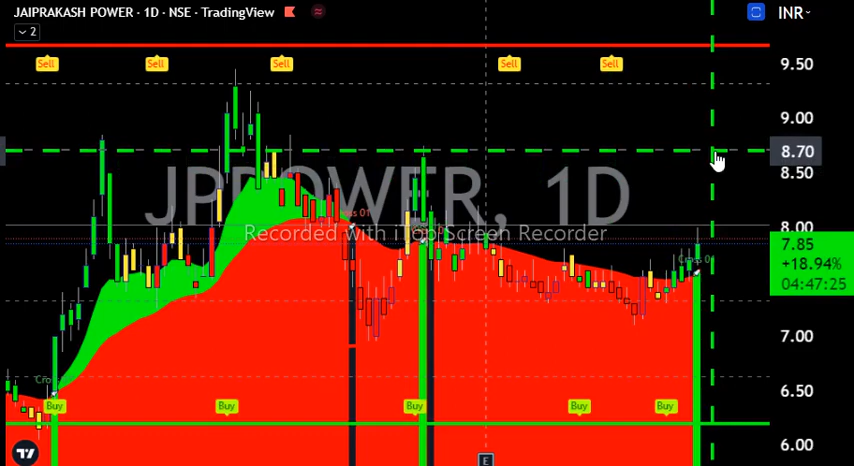 JAIPRAKASH POWER · 1D · NSE · TradingView
INR
2
Sell Sell Sell Sell Sell
9.50
9.00
8.70
8.50
JPPOWER, 1D
8.00
Recorded with iTop Screen Recorder
7.85
+18.94%
04:47:25
7.00
6.50
Buy Buy Buy Buy Buy
6.00
E